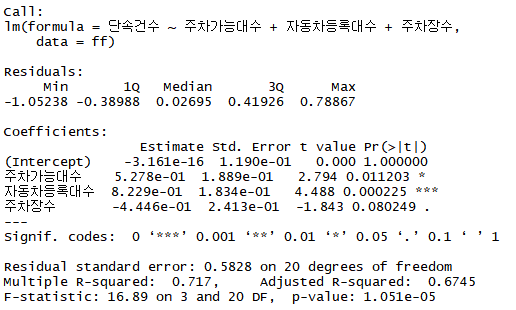 Call:
lm(formula = 단속건수 ~ 주차가능대수 + 자동차등록대수 + 주차장수,
    data = ff)
Residuals:
     Min       1Q   Median       3Q      Max
-1.05238 -0.38988  0.02695  0.41926  0.78867
Coefficients:
                 Estimate Std. Error t value Pr(>|t|)
(Intercept)    -3.161e-16  1.190e-01   0.000 1.000000
주차가능대수    5.278e-01  1.889e-01   2.794 0.011203 *
자동차등록대수  8.229e-01  1.834e-01   4.488 0.000225 ***
주차장수       -4.446e-01  2.413e-01  -1.843 0.080249 .
---
Signif. codes:  0 ‘***’ 0.001 ‘**’ 0.01 ‘*’ 0.05 ‘.’ 0.1 ‘ ’ 1
Residual standard error: 0.5828 on 20 degrees of freedom
Multiple R-squared:  0.717,     Adjusted R-squared:  0.6745
F-statistic: 16.89 on 3 and 20 DF,  p-value: 1.051e-05